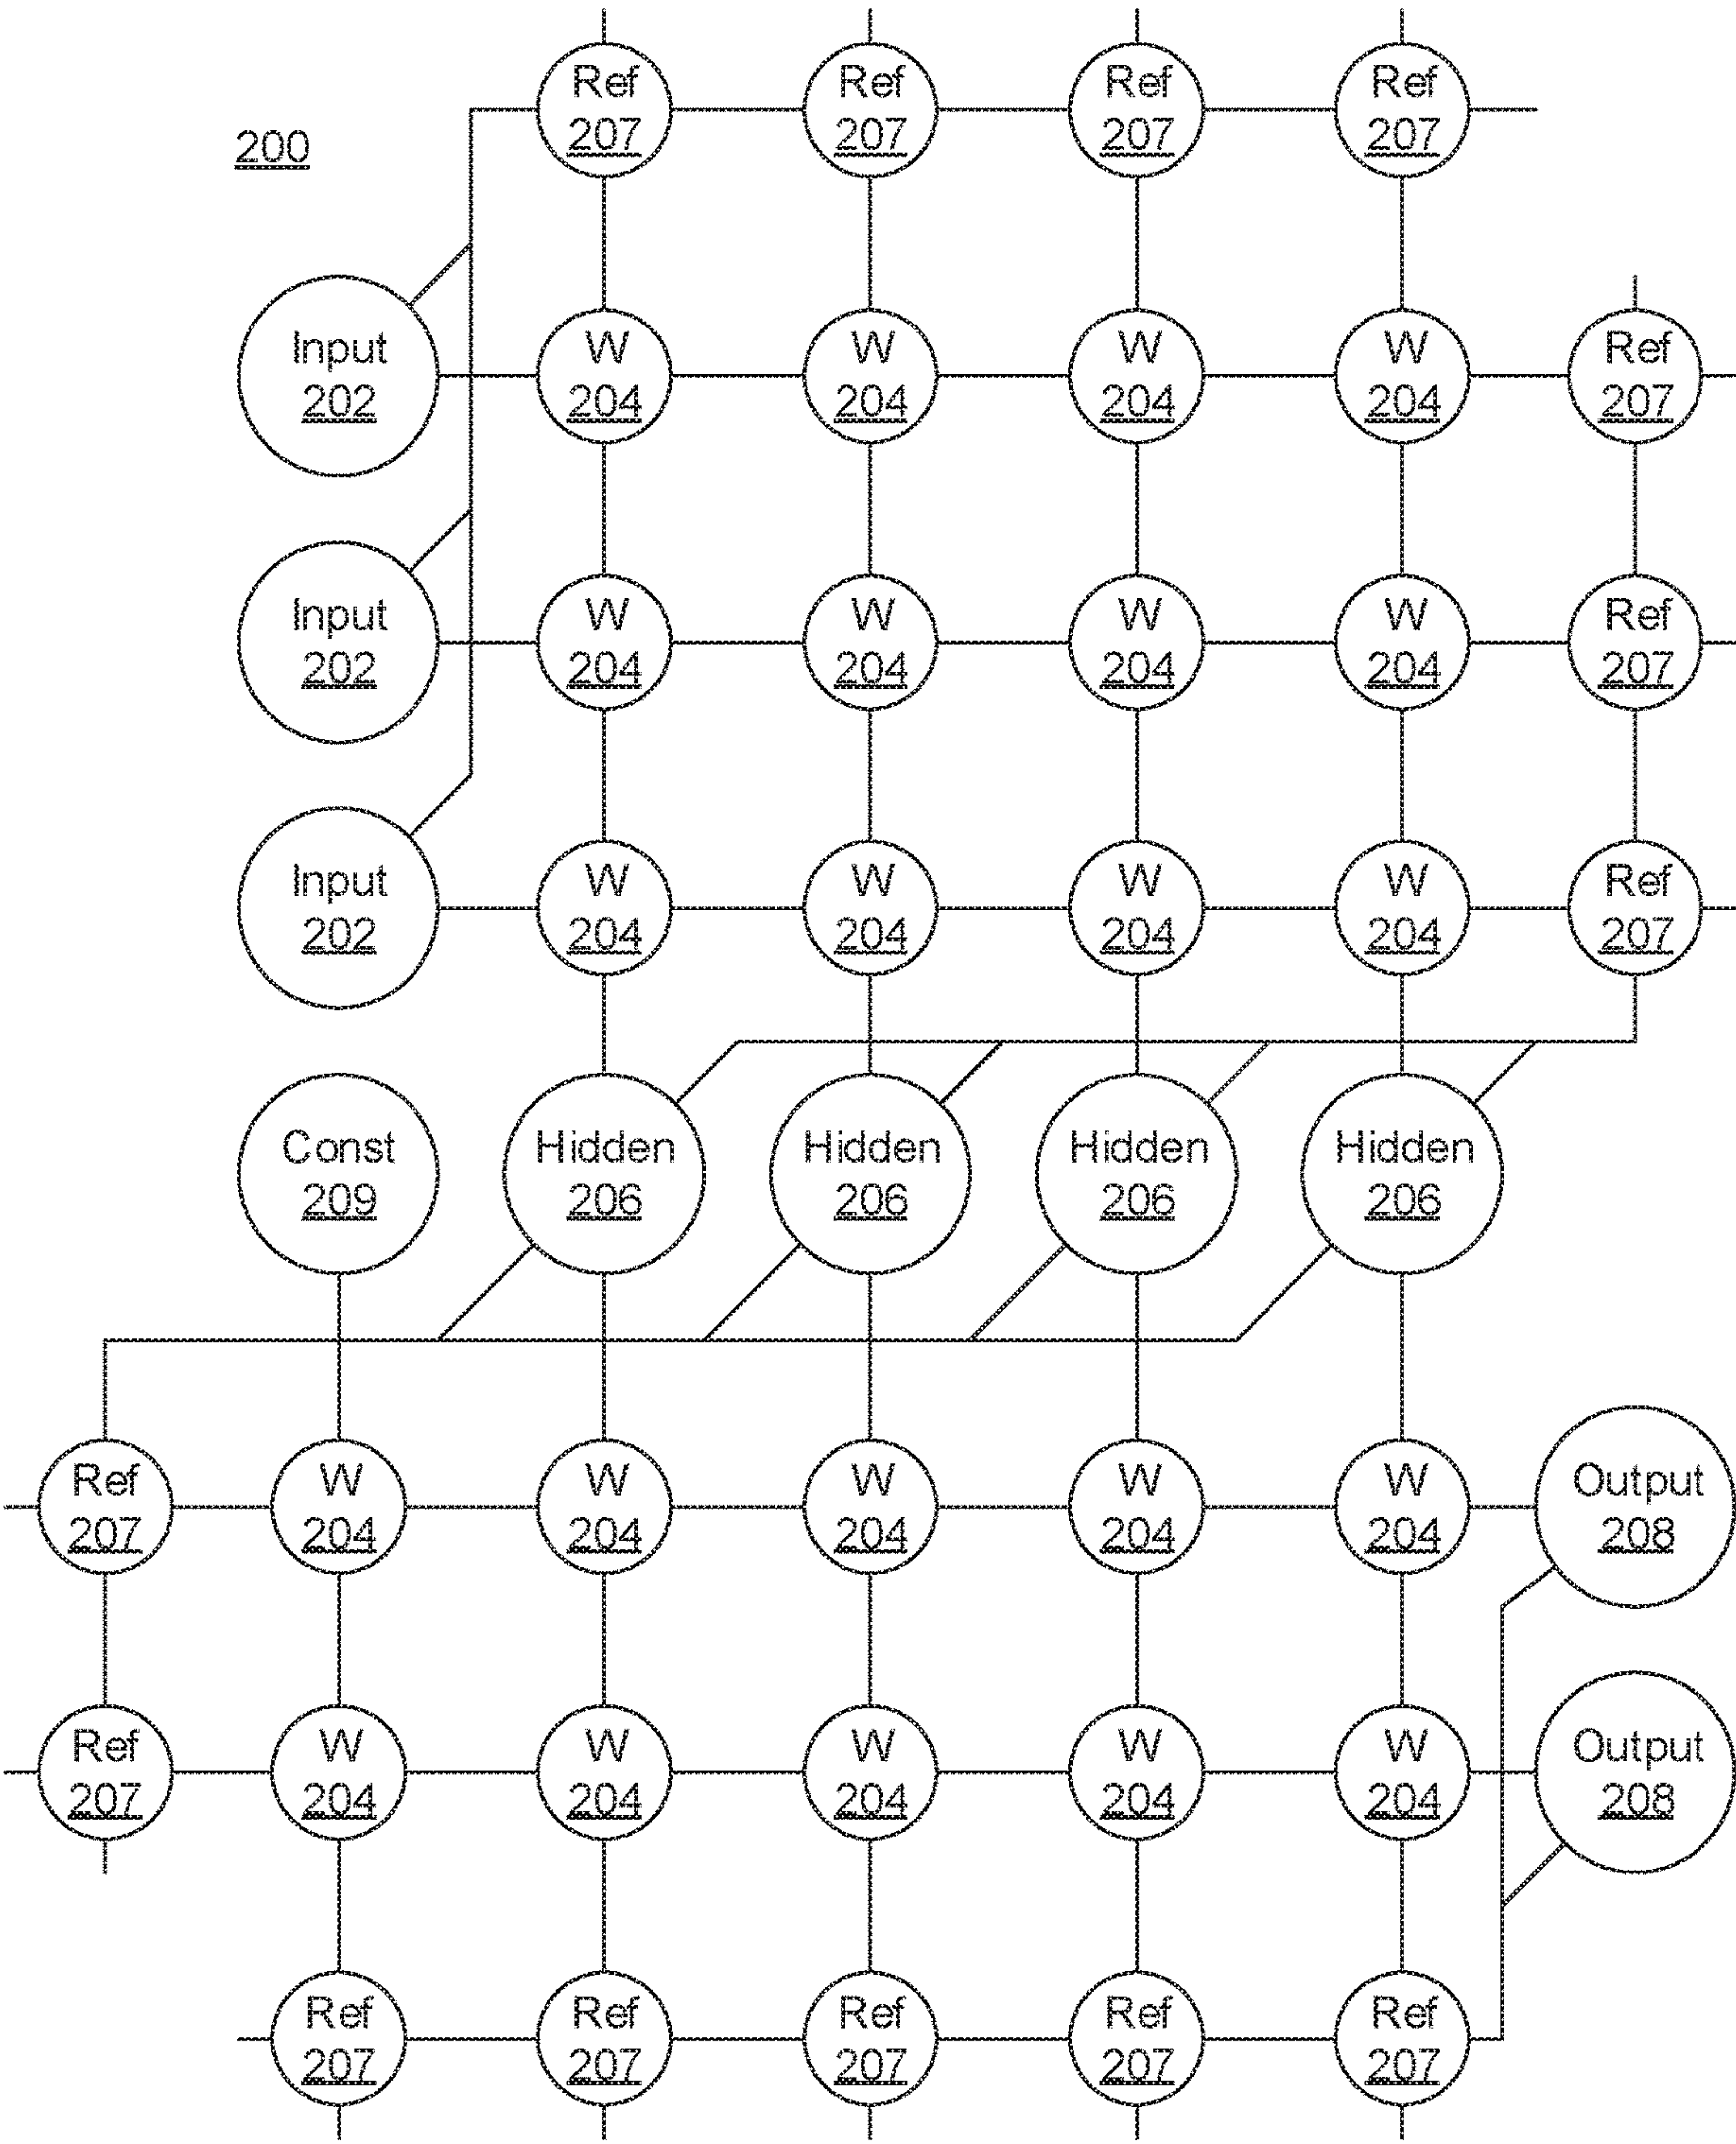 Ref Ref Ref Ref
200 207 207 207 207
Input W W W W Ref
202 204 204 204 204 207
Input W W W W Ref
202 204 204 204 204 207
Input W W W W Ref
202 204 204 204 204 207
Const Hidden Hidden Hidden Hidden
209 206 206 206 206
Ref W W W W W Output
207 204 204 204 204 204 208
Ref W W W W W Output
207 204 204 204 204 204 208
Ref Ref Ref Ref Ref
207 207 207 207 207